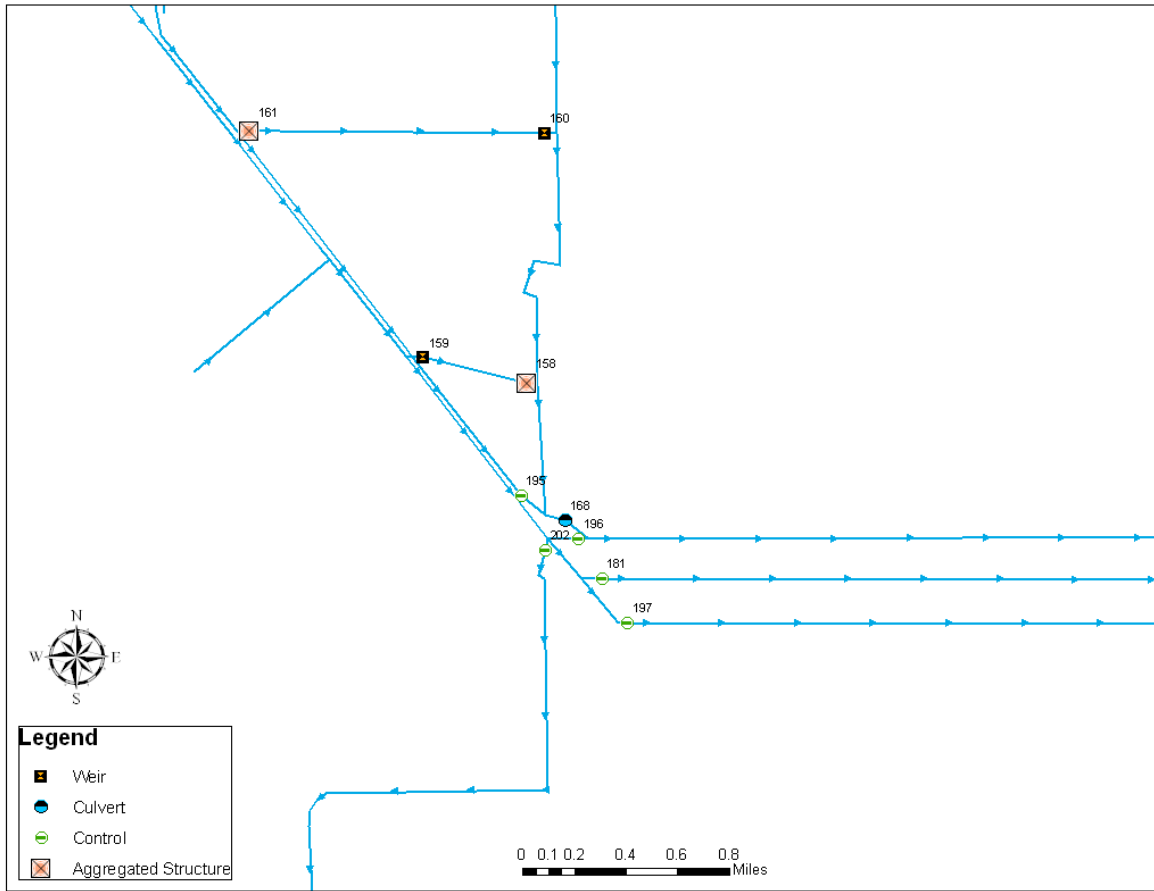 161
160
159
158
195
168
196
202
181
197
N
W E
S
Legend
Weir
Culvert
Control
Aggregated Structure
0 0.1 0.2 0.4 0.6 0.8
Miles